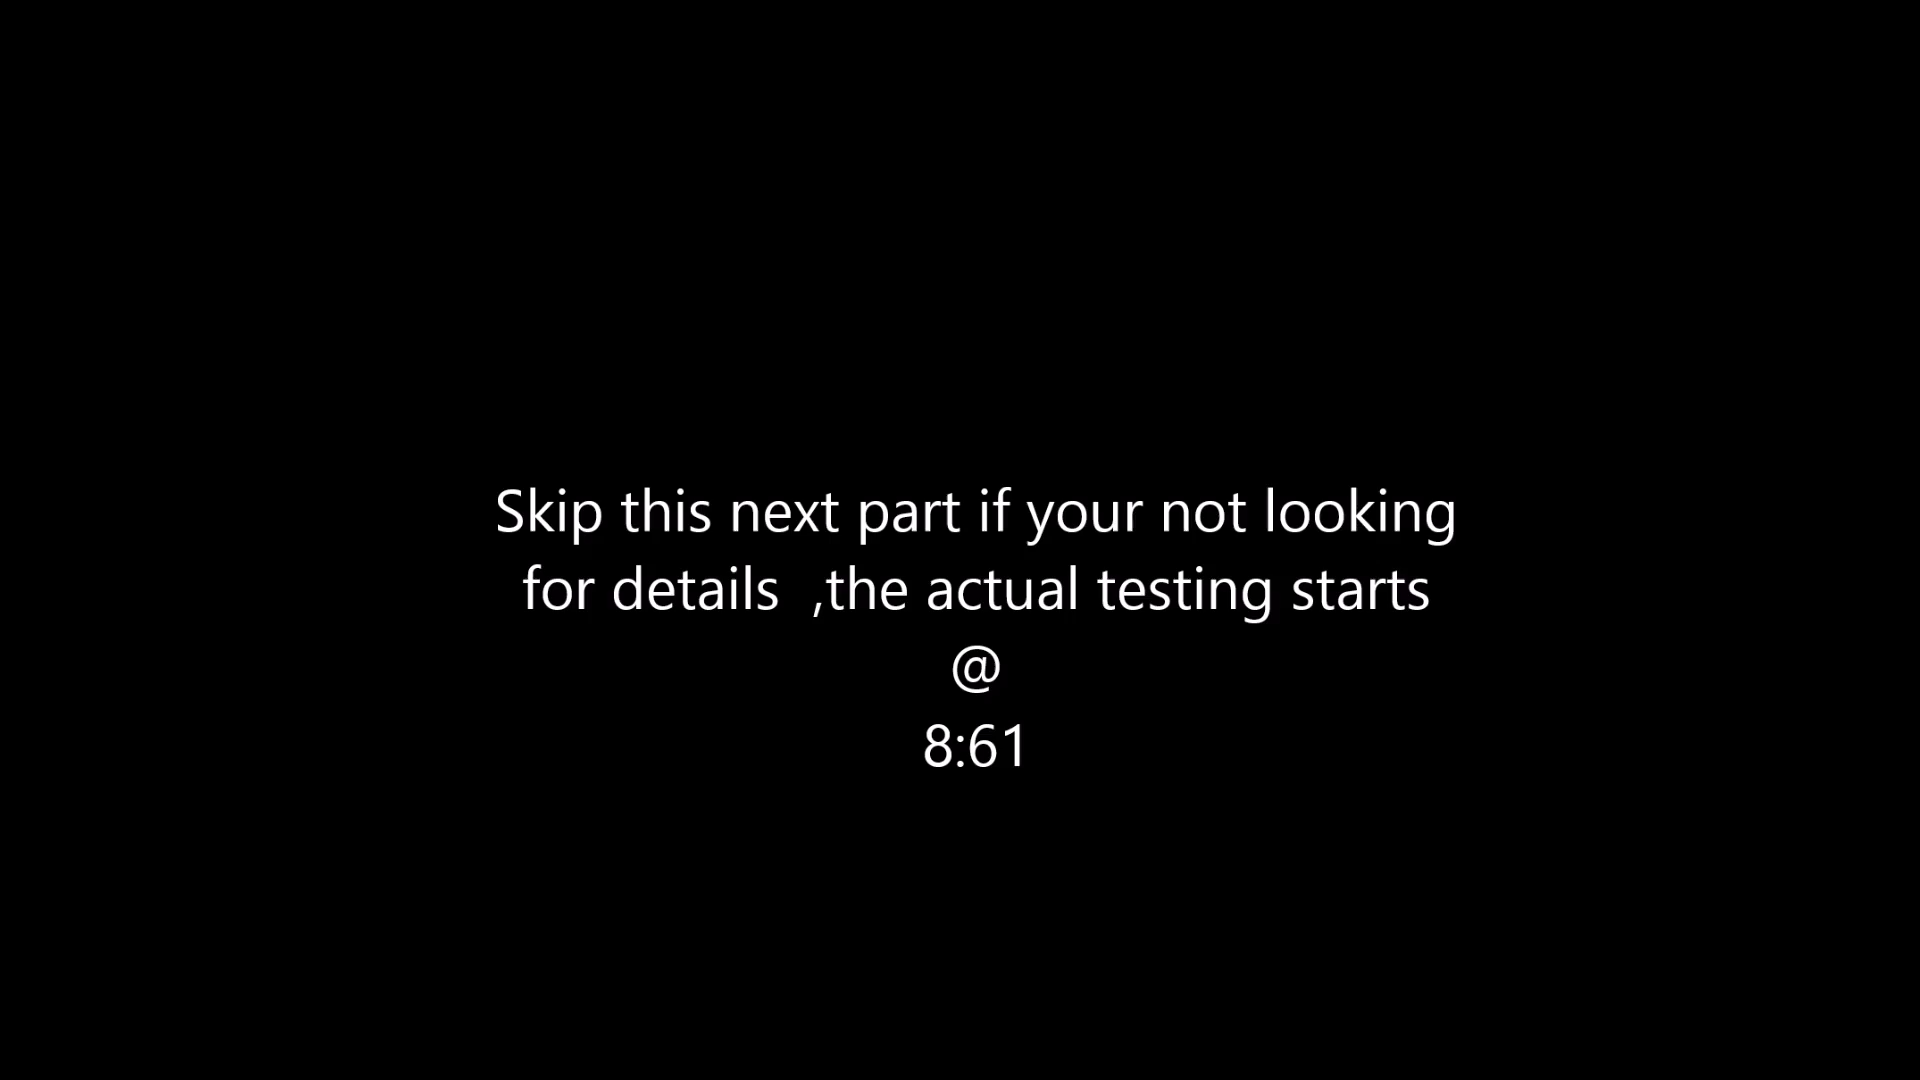 Skip this next part if your not looking
for details  ,the actual testing starts
@
8:61